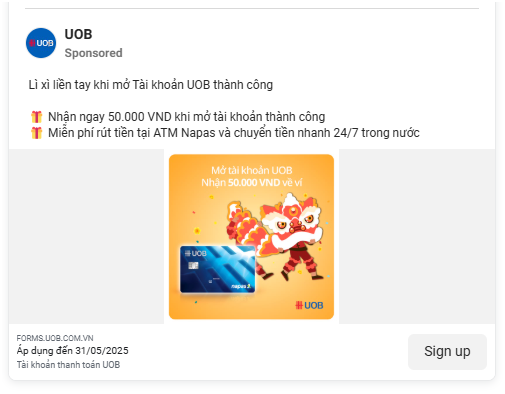 UOB
UOB
Sponsored
Lì xì liền tay khi mở Tài khoản UOB thành công
🎁 Nhận ngay 50.000 VND khi mở tài khoản thành công
🎁 Miễn phí rút tiền tại ATM Napas và chuyển tiền nhanh 24/7 trong nước
Mở tài khoản UOB
Nhận 50.000 VND về ví
UOB
napas
UOB
FORMS.UOB.COM.VN
Áp dụng đến 31/05/2025
Tài khoản thanh toán UOB
Sign up